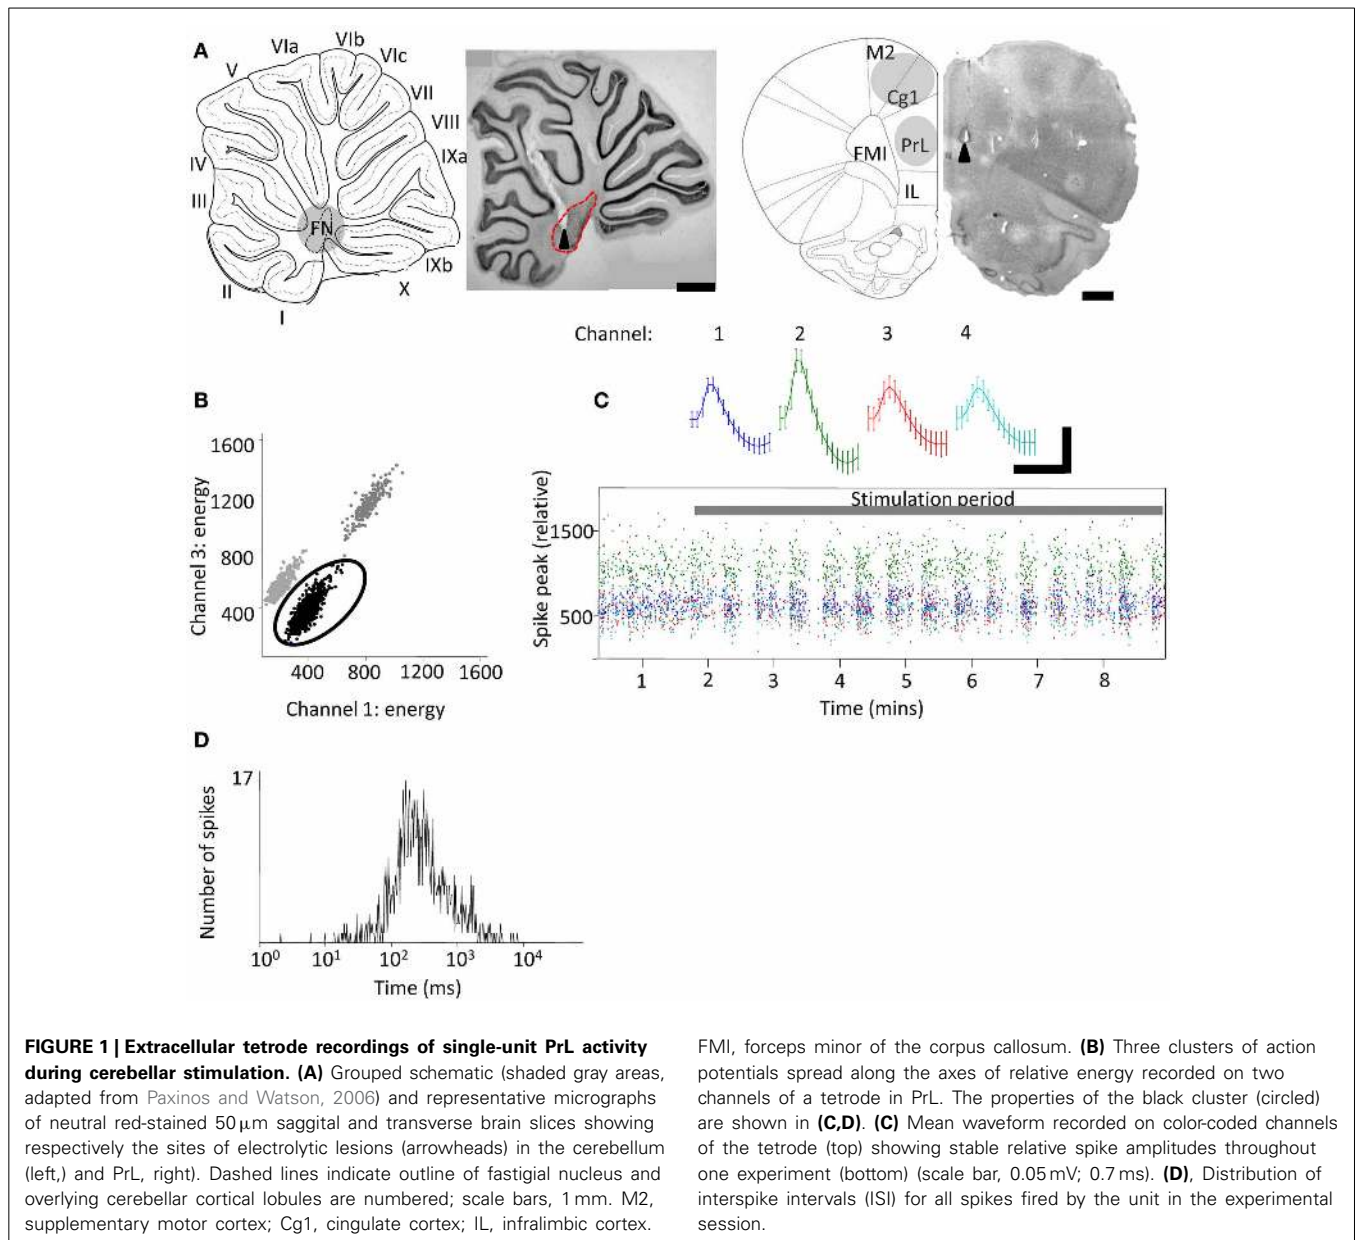 A
VIa
VIb
VIc
V
VII
VIII
IXa
IV
III
FN
IXb
X
II
I
M2
Cg1
PrL
FMI
IL
Channel: 1 2 3 4
B
1600
1200
800
400
Channel 3: energy
400 800 1200 1600
Channel 1: energy
C
Stimulation period
1500
500
Spike peak (relative)
1 2 3 4 5 6 7 8
Time (mins)
D
17
Number of spikes
10⁰ 10¹ 10² 10³ 10⁴
Time (ms)
FIGURE 1 | Extracellular tetrode recordings of single-unit PrL activity
during cerebellar stimulation. (A) Grouped schematic (shaded gray areas,
adapted from Paxinos and Watson, 2006) and representative micrographs
of neutral red-stained 50 μm saggital and transverse brain slices showing
respectively the sites of electrolytic lesions (arrowheads) in the cerebellum
(left,) and PrL, right). Dashed lines indicate outline of fastigial nucleus and
overlying cerebellar cortical lobules are numbered; scale bars, 1 mm. M2,
supplementary motor cortex; Cg1, cingulate cortex; IL, infralimbic cortex.
FMI, forceps minor of the corpus callosum. (B) Three clusters of action
potentials spread along the axes of relative energy recorded on two
channels of a tetrode in PrL. The properties of the black cluster (circled)
are shown in (C,D). (C) Mean waveform recorded on color-coded channels
of the tetrode (top) showing stable relative spike amplitudes throughout
one experiment (bottom) (scale bar, 0.05 mV; 0.7 ms). (D), Distribution of
interspike intervals (ISI) for all spikes fired by the unit in the experimental
session.